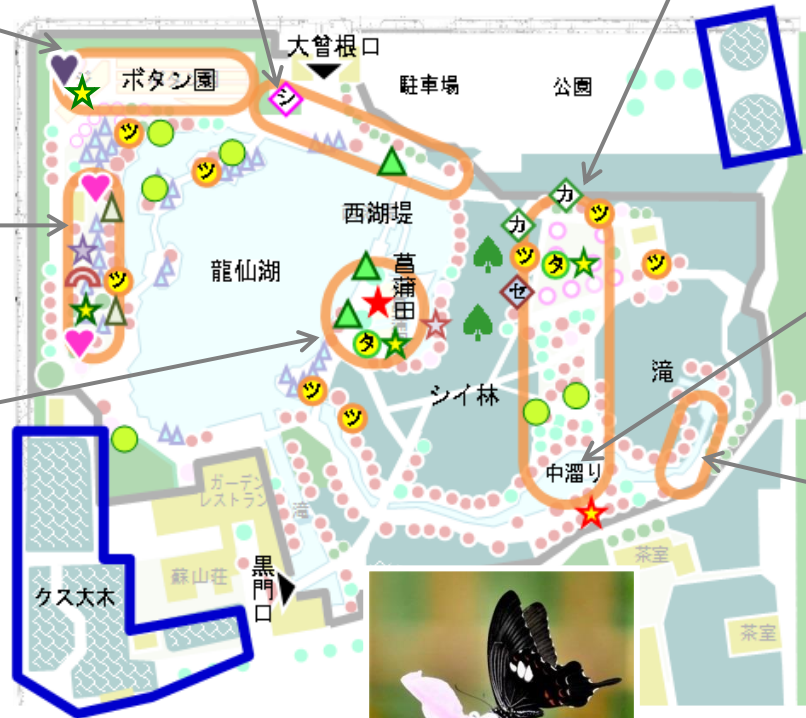 大曽根口
ボタン園
シ
駐車場
公園
ツ
ツ
カ
カ
ツ
西湖堤
ツ
タ
ツ
龍仙湖
菖蒲田
ツ
セ
タ
滝
シイ林
ツ
ツ
中溜り
ガーデン
レストラン
滝
茶室
黒門口
蘇山荘
クス大木
茶室